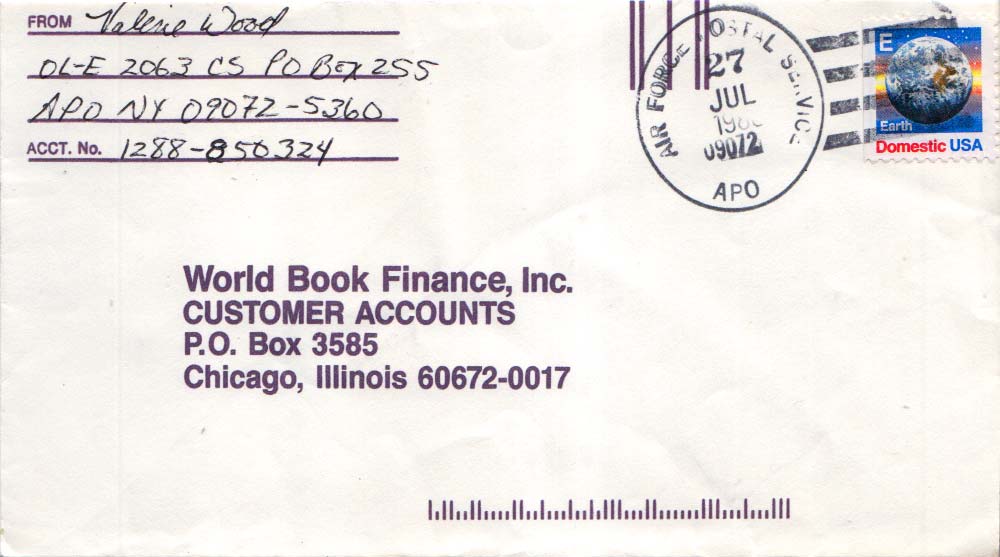 FROM Valerie Wood
OL-E 2063 CS PO Box 255
APO NY 09072-5360
ACCT. No. 1288-850324
AIR FORCE POSTAL SERVICE
27
JUL
198
09072
APO
E
Earth
Domestic USA
World Book Finance, Inc.
CUSTOMER ACCOUNTS
P.O. Box 3585
Chicago, Illinois 60672-0017